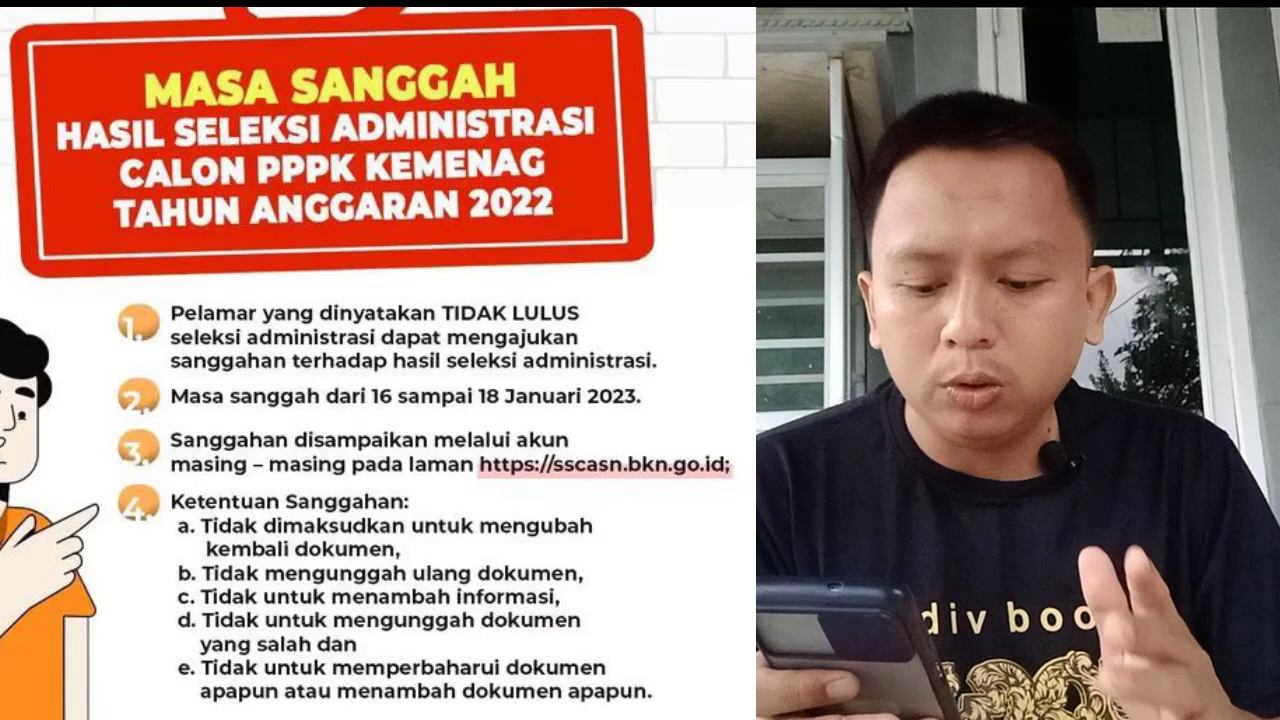 MASA SANGGAH
HASIL SELEKSI ADMINISTRASI
CALON PPPK KEMENAG
TAHUN ANGGARAN 2022
1. Pelamar yang dinyatakan TIDAK LULUS
seleksi administrasi dapat mengajukan
sanggahan terhadap hasil seleksi administrasi.
2. Masa sanggah dari 16 sampai 18 Januari 2023.
3. Sanggahan disampaikan melalui akun
masing – masing pada laman https://sscasn.bkn.go.id;
4. Ketentuan Sanggahan:
a. Tidak dimaksudkan untuk mengubah
kembali dokumen,
b. Tidak mengunggah ulang dokumen,
c. Tidak untuk menambah informasi,
d. Tidak untuk mengunggah dokumen
yang salah dan
e. Tidak untuk memperbaharui dokumen
apapun atau menambah dokumen apapun.
div boo